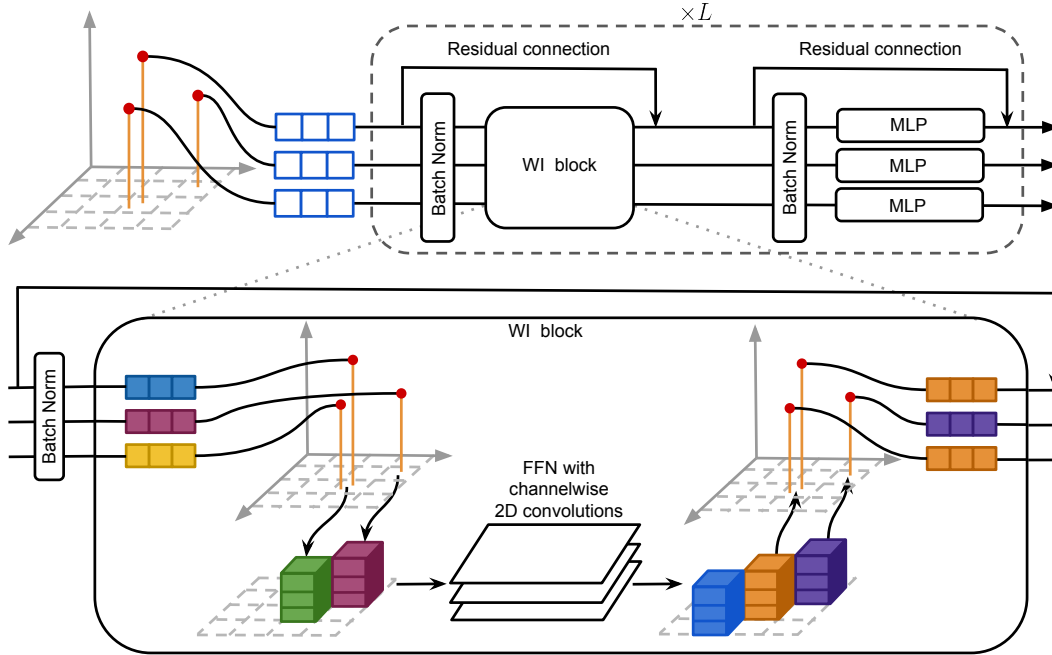 ×L
Residual connection
Residual connection
Batch Norm
WI block
Batch Norm
MLP
MLP
MLP
WI block
Batch Norm
FFN with
channelwise
2D convolutions